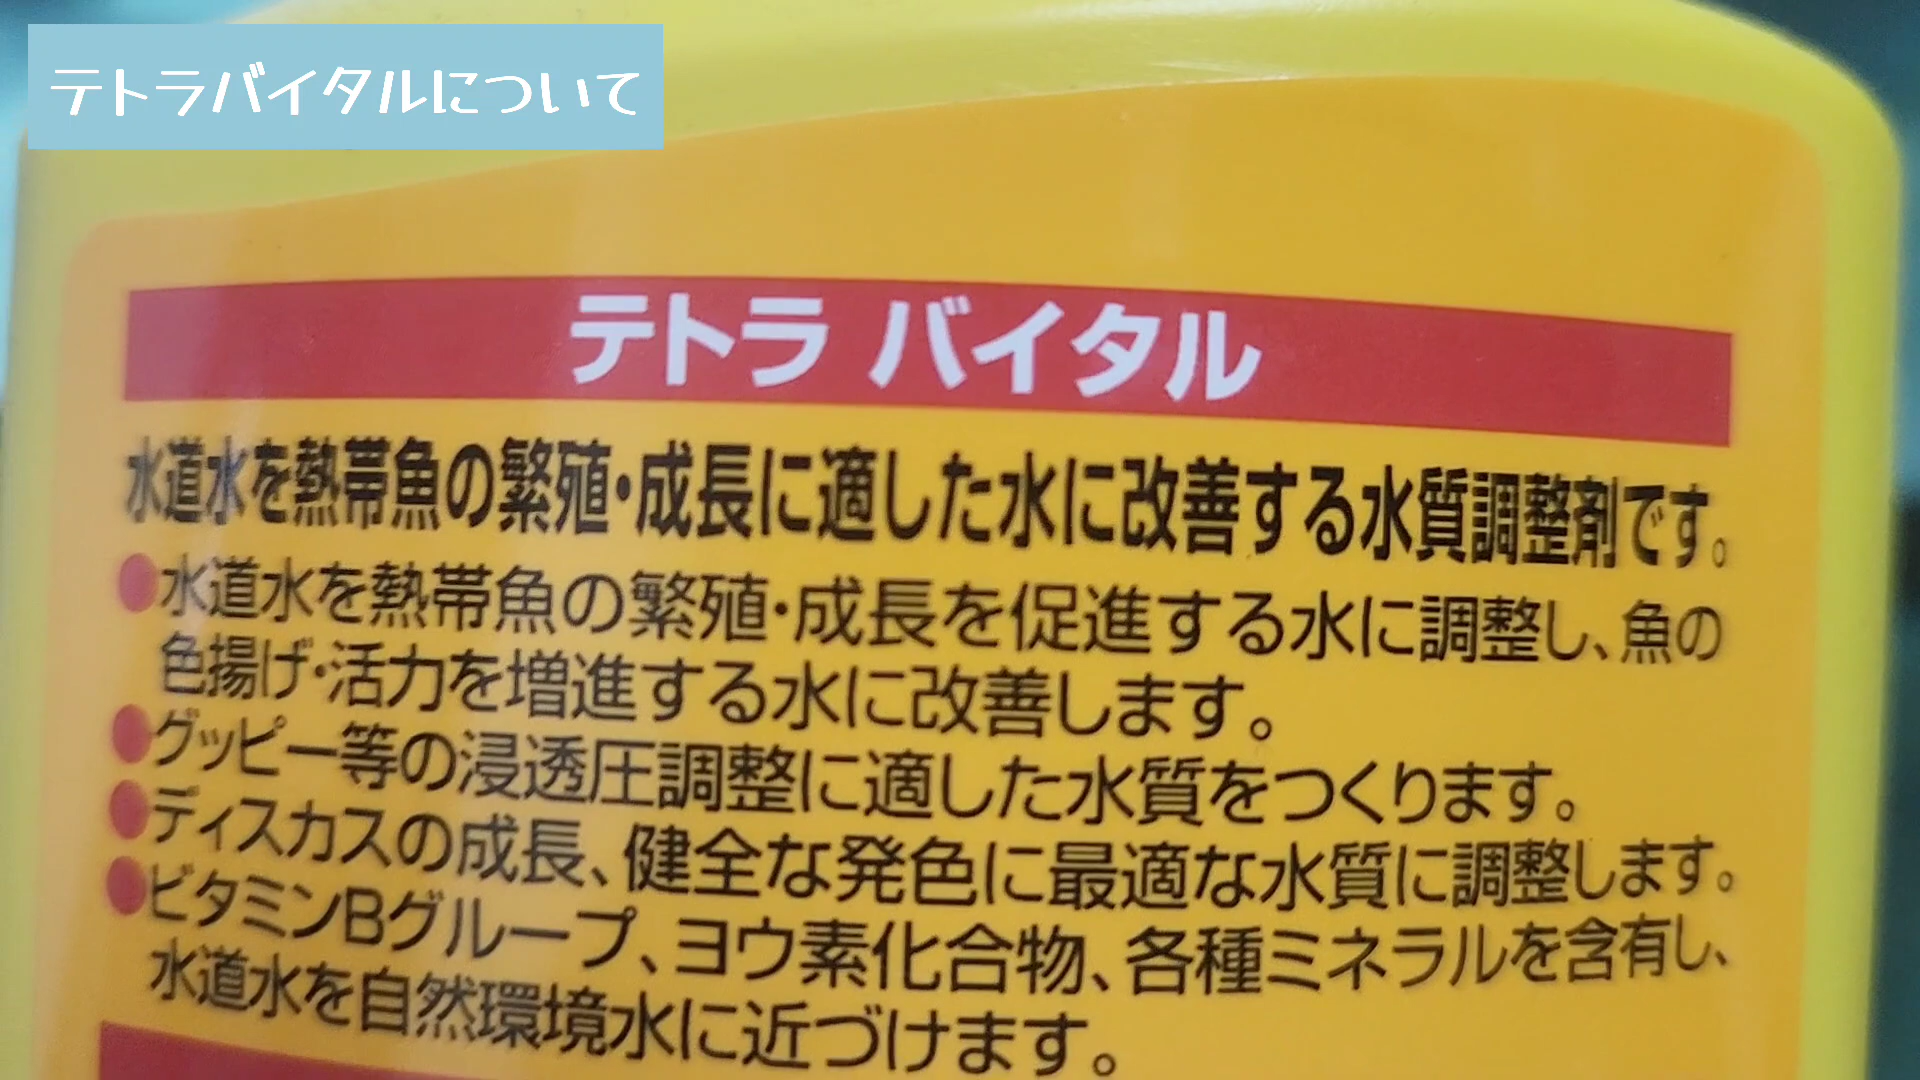 テトラバイタルについて
テトラ バイタル
水道水を熱帯魚の繁殖・成長に適した水に改善する水質調整剤です。
●水道水を熱帯魚の繁殖・成長を促進する水に調整し、魚の
色揚げ・活力を増進する水に改善します。
●グッピー等の浸透圧調整に適した水質をつくります。
●ディスカスの成長、健全な発色に最適な水質に調整します。
●ビタミンBグループ、ヨウ素化合物、各種ミネラルを含有し、
水道水を自然環境水に近づけます。